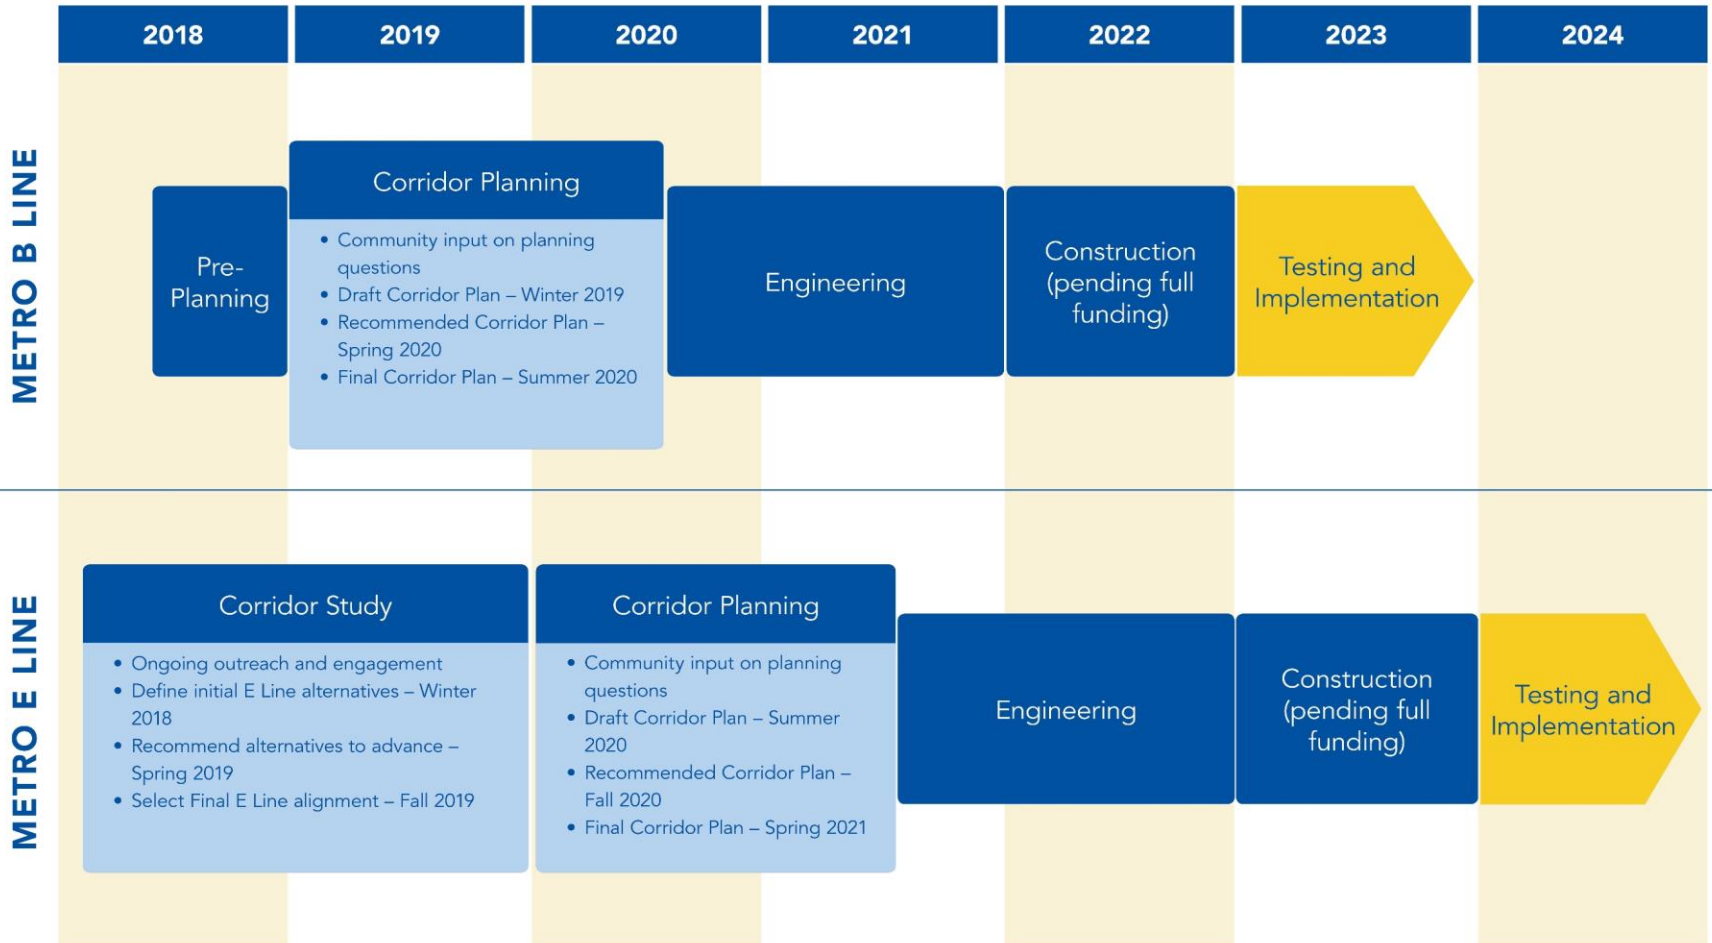 2018
2019
2020
2021
2022
2023
2024
METRO B LINE
Pre-
Planning
Corridor Planning
• Community input on planning
questions
• Draft Corridor Plan – Winter 2019
• Recommended Corridor Plan –
Spring 2020
• Final Corridor Plan – Summer 2020
Engineering
Construction
(pending full
funding)
Testing and
Implementation
METRO E LINE
Corridor Study
• Ongoing outreach and engagement
• Define initial E Line alternatives – Winter
2018
• Recommend alternatives to advance –
Spring 2019
• Select Final E Line alignment – Fall 2019
Corridor Planning
• Community input on planning
questions
• Draft Corridor Plan – Summer
2020
• Recommended Corridor Plan –
Fall 2020
• Final Corridor Plan – Spring 2021
Engineering
Construction
(pending full
funding)
Testing and
Implementation